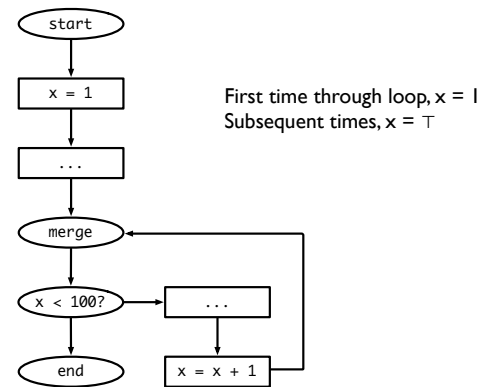 start
x = 1
First time through loop, x = 1
Subsequent times, x = ⊤
...
merge
x < 100?
...
end
x = x + 1